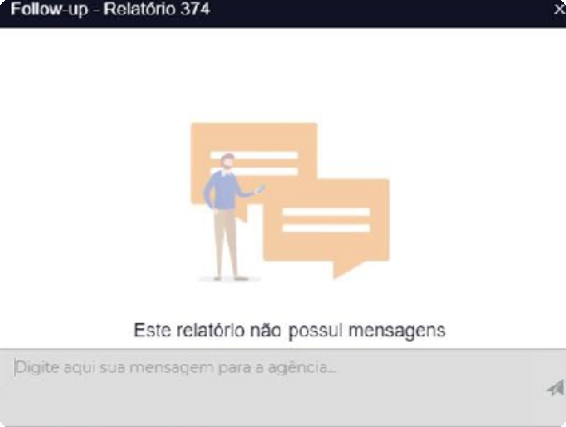 Follow-up - Relatório 374
Este relatório não possui mensagens
Digite aqui sua mensagem para a agência...